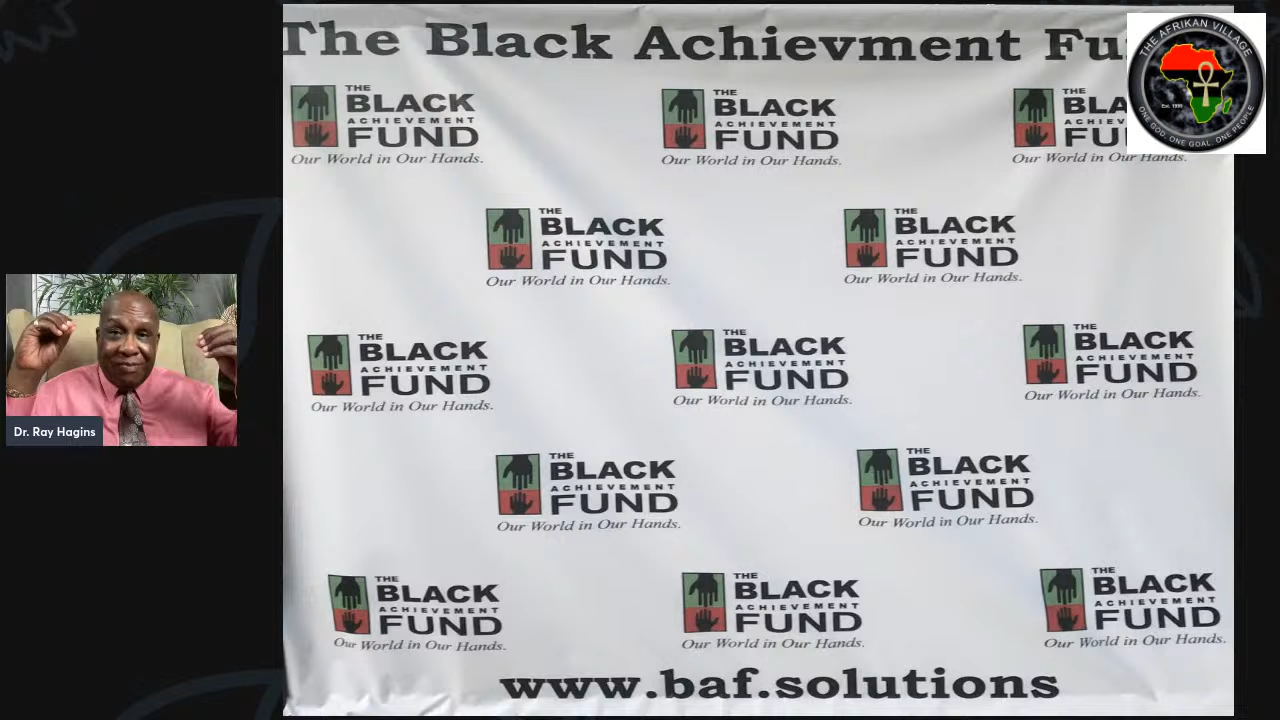 The Black Achievment Fu
THE AFRIKAN VILLAGE
Est. 1995
ONE GOD. ONE GOAL. ONE PEOPLE
THE
BLACK
ACHIEVEMENT
FUND
Our World in Our Hands.
THE
BLACK
ACHIEVEMENT
FUND
Our World in Our Hands.
THE
BLA
ACHIEV
FU
Our World in Our Hands.
THE
BLACK
ACHIEVEMENT
FUND
Our World in Our Hands.
THE
BLACK
ACHIEVEMENT
FUND
Our World in Our Hands.
THE
BLACK
ACHIEVEMENT
FUND
Our World in Our Hands.
THE
BLACK
ACHIEVEMENT
FUND
Our World in Our Hands.
THE
BLACK
ACHIEVEMENT
FUND
Our World in Our Hands.
Dr. Ray Hagins
THE
BLACK
ACHIEVEMENT
FUND
Our World in Our Hands.
THE
BLACK
ACHIEVEMENT
FUND
Our World in Our Hands.
THE
BLACK
ACHIEVEMENT
FUND
Our World in Our Hands.
THE
BLACK
ACHIEVEMENT
FUND
Our World in Our Hands.
THE
BLACK
ACHIEVEMENT
FUND
Our World in Our Hands.
www.baf.solutions